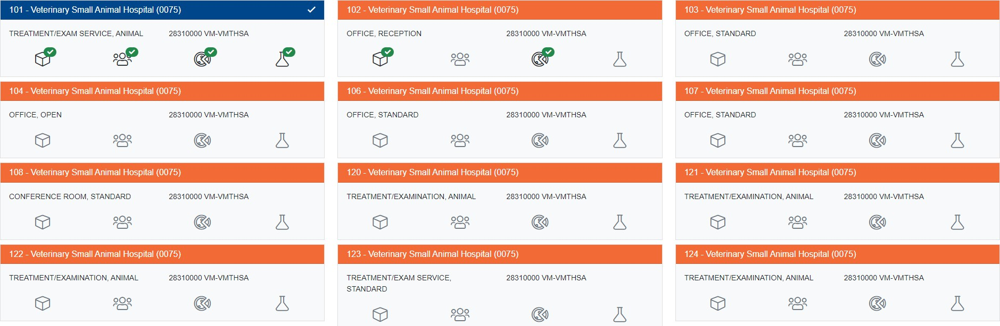 101 - Veterinary Small Animal Hospital (0075)
TREATMENT/EXAM SERVICE, ANIMAL 28310000 VM-VMTHSA
102 - Veterinary Small Animal Hospital (0075)
OFFICE, RECEPTION 28310000 VM-VMTHSA
103 - Veterinary Small Animal Hospital (0075)
OFFICE, STANDARD 28310000 VM-VMTHSA
104 - Veterinary Small Animal Hospital (0075)
OFFICE, OPEN 28310000 VM-VMTHSA
106 - Veterinary Small Animal Hospital (0075)
OFFICE, STANDARD 28310000 VM-VMTHSA
107 - Veterinary Small Animal Hospital (0075)
OFFICE, STANDARD 28310000 VM-VMTHSA
108 - Veterinary Small Animal Hospital (0075)
CONFERENCE ROOM, STANDARD 28310000 VM-VMTHSA
120 - Veterinary Small Animal Hospital (0075)
TREATMENT/EXAMINATION, ANIMAL 28310000 VM-VMTHSA
121 - Veterinary Small Animal Hospital (0075)
TREATMENT/EXAMINATION, ANIMAL 28310000 VM-VMTHSA
122 - Veterinary Small Animal Hospital (0075)
TREATMENT/EXAMINATION, ANIMAL 28310000 VM-VMTHSA
123 - Veterinary Small Animal Hospital (0075)
TREATMENT/EXAM SERVICE, 28310000 VM-VMTHSA
STANDARD
124 - Veterinary Small Animal Hospital (0075)
TREATMENT/EXAMINATION, ANIMAL 28310000 VM-VMTHSA